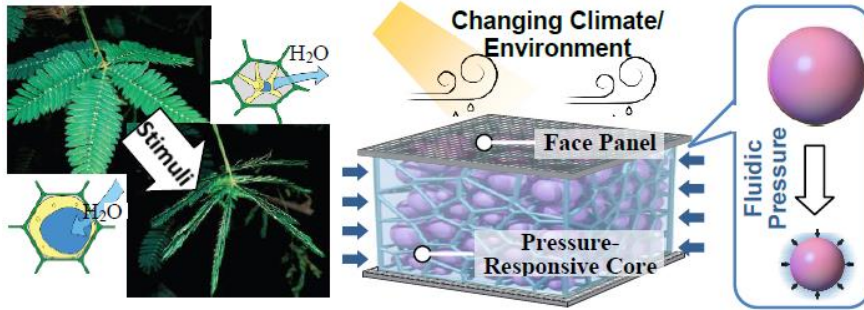 H₂O
Stimuli
H₂O
Changing Climate/
Environment
Face Panel
Pressure-
Responsive Core
Fluidic
Pressure